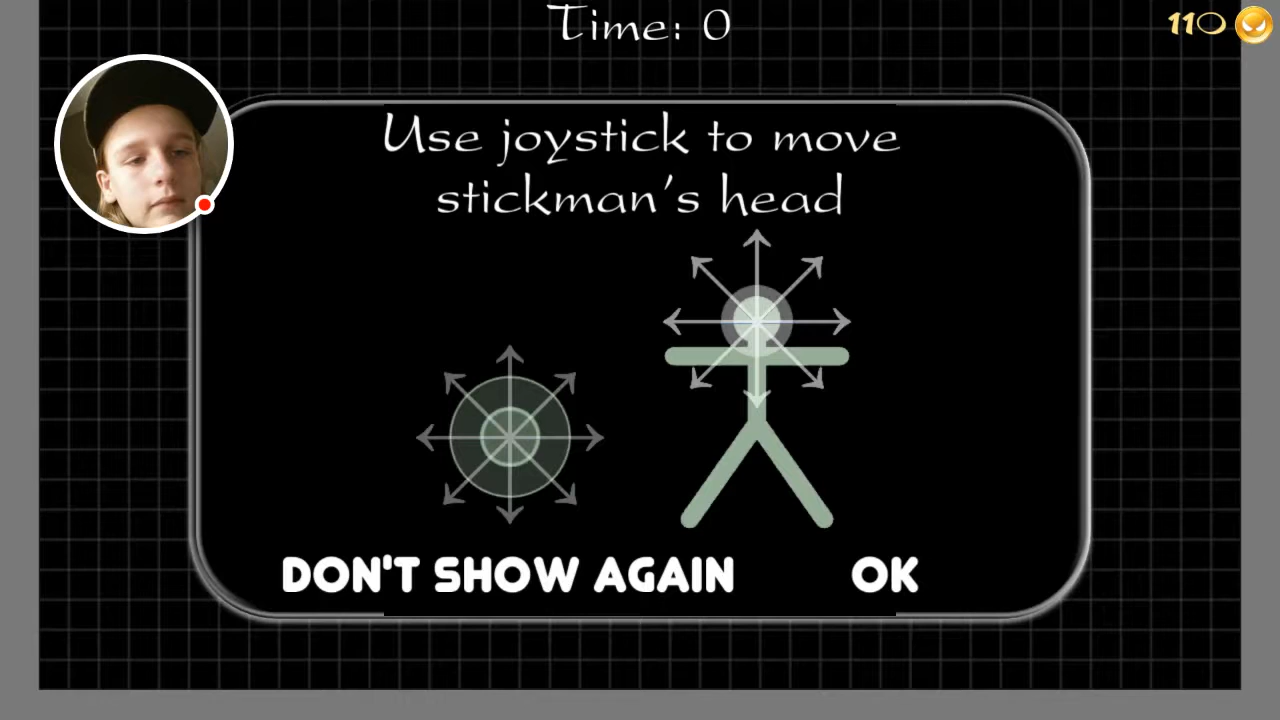 Time: 0
110
Use joystick to move
stickman's head
DON'T SHOW AGAIN
OK